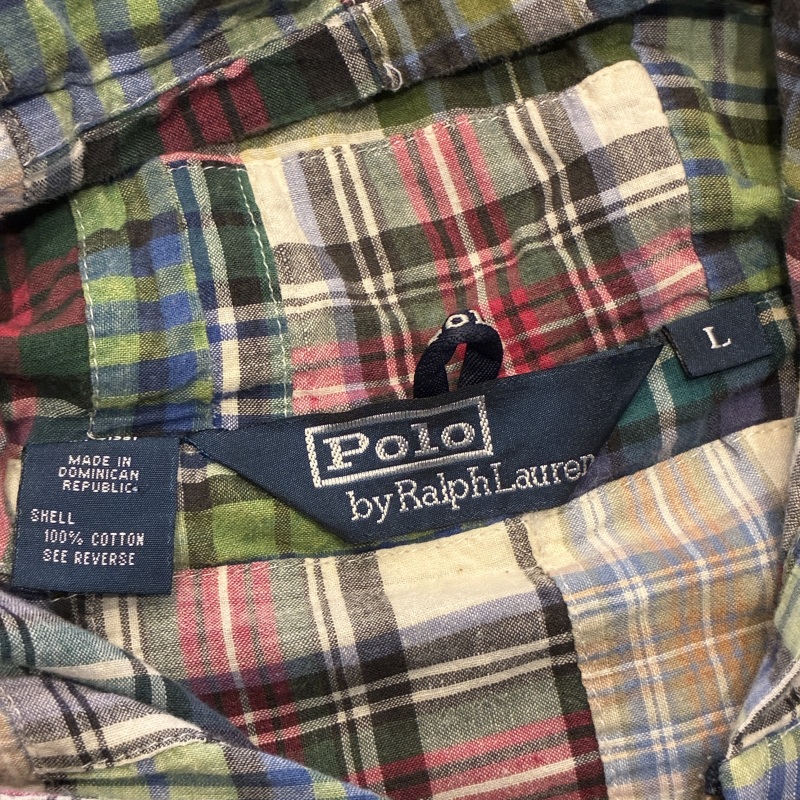 Polo
by Ralph Lauren
L
MADE IN
DOMINICAN
REPUBLIC.
SHELL
100% COTTON
SEE REVERSE